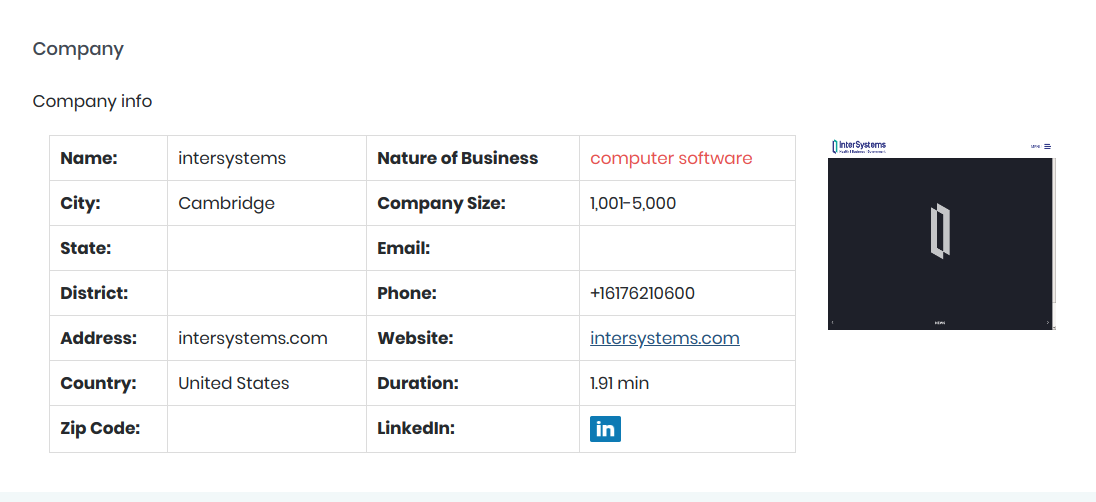 Company
Company info
Name: intersystems Nature of Business computer software
City: Cambridge Company Size: 1,001-5,000
State: Email:
District: Phone: +16176210600
Address: intersystems.com Website: intersystems.com
Country: United States Duration: 1.91 min
Zip Code: LinkedIn: in
InterSystems
MENU
NEWS